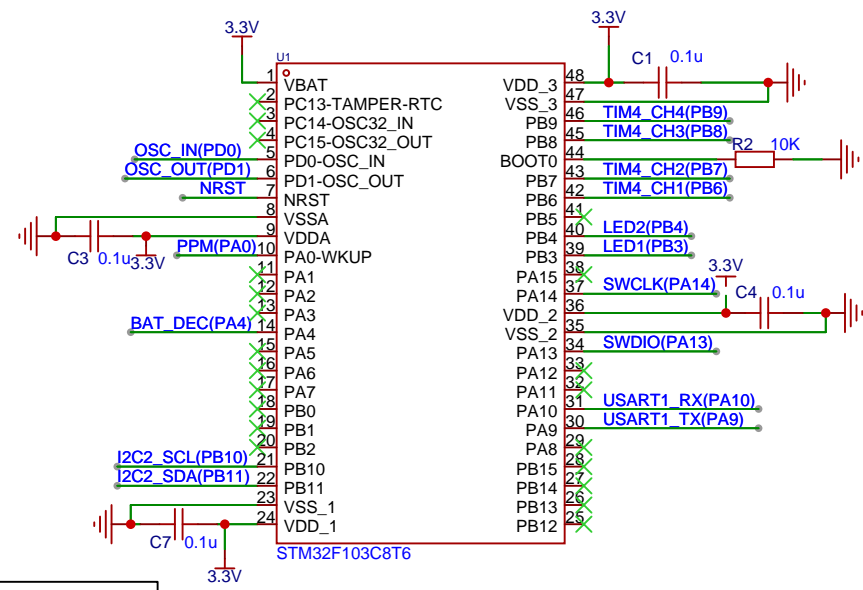 3.3V
U1
1 VBAT
2 PC13-TAMPER-RTC
3 PC14-OSC32_IN
4 PC15-OSC32_OUT
OSC_IN(PD0) 5 PD0-OSC_IN
OSC_OUT(PD1) 6 PD1-OSC_OUT
NRST 7 NRST
8 VSSA
9 VDDA
C3 0.1u 3.3V
PPM(PA0) 10 PA0-WKUP
11 PA1
12 PA2
13 PA3
BAT_DEC(PA4) 14 PA4
15 PA5
16 PA6
17 PA7
18 PB0
19 PB1
20 PB2
I2C2_SCL(PB10) 21 PB10
I2C2_SDA(PB11) 22 PB11
23 VSS_1
24 VDD_1
C7 0.1u
3.3V
STM32F103C8T6
3.3V
C1 0.1u
VDD_3 48
VSS_3 47
PB9 46 TIM4_CH4(PB9)
PB8 45 TIM4_CH3(PB8)
BOOT0 44 R2 10K
PB7 43 TIM4_CH2(PB7)
PB6 42 TIM4_CH1(PB6)
PB5 41
PB4 40 LED2(PB4)
PB3 39 LED1(PB3)
PA15 38
3.3V
PA14 37 SWCLK(PA14)
C4 0.1u
VDD_2 36
VSS_2 35
PA13 34 SWDIO(PA13)
PA12 33
PA11 32
PA10 31 USART1_RX(PA10)
PA9 30 USART1_TX(PA9)
PA8 29
PB15 28
PB14 27
PB13 26
PB12 25